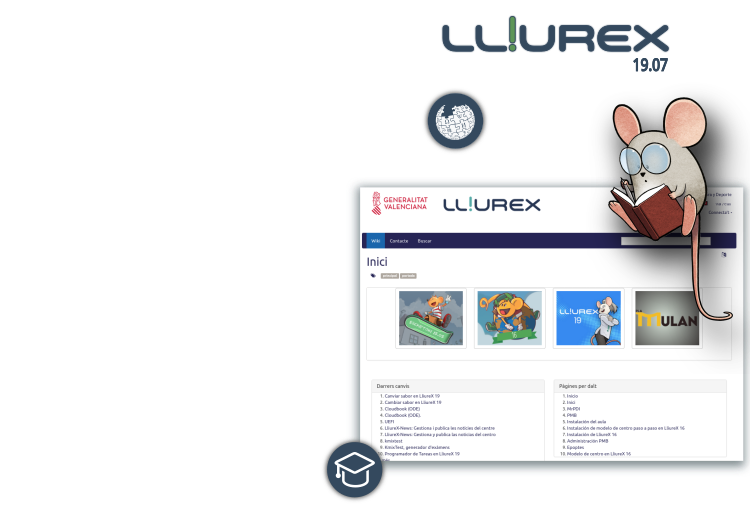 LL!UREX
19.07
GENERALITAT
VALENCIANA
LL!UREX
Wiki Contacte Buscar
Inici
LL!UREX
19
MULAN
Darrers canvis
1. Canviar sabor en LliureX 19
2. Cambiar sabor en LliureX 19
3. Cloudbook (ODE)
4. Cloudbook (ODE).
5. UEFI
6. LliureX-News: Gestiona i publica les notícies del centre
7. LliureX-News: Gestiona y publica las noticias del centro
8. kmixtest
9. KmixTest, generador d'exàmens
10. Programador de Tareas en LliureX 19
Pàgines per dalt
1. Inicio
2. Inici
3. MrPDI
4. PMB
5. Instalación del aula
6. Instalación de modelo de centro paso a paso en LliureX 16
7. Instalación de LliureX 16
8. Administración PMB
9. Epoptes
10. Modelo de centro en LliureX 16